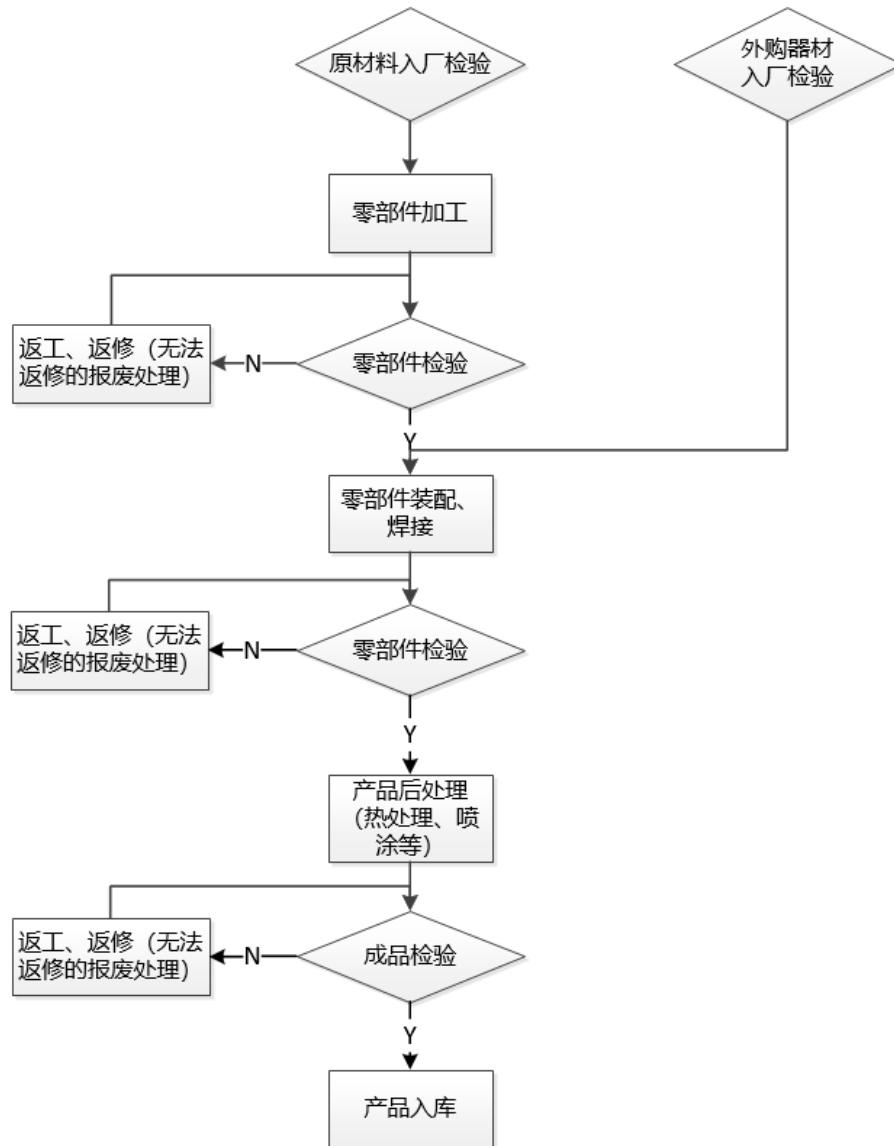 原材料入厂检验
外购器材
入厂检验
零部件加工
返工、返修（无法
返修的报废处理）
N
零部件检验
Y
零部件装配、
焊接
返工、返修（无法
返修的报废处理）
N
零部件检验
Y
产品后处理
（热处理、喷
涂等）
返工、返修（无法
返修的报废处理）
N
成品检验
Y
产品入库